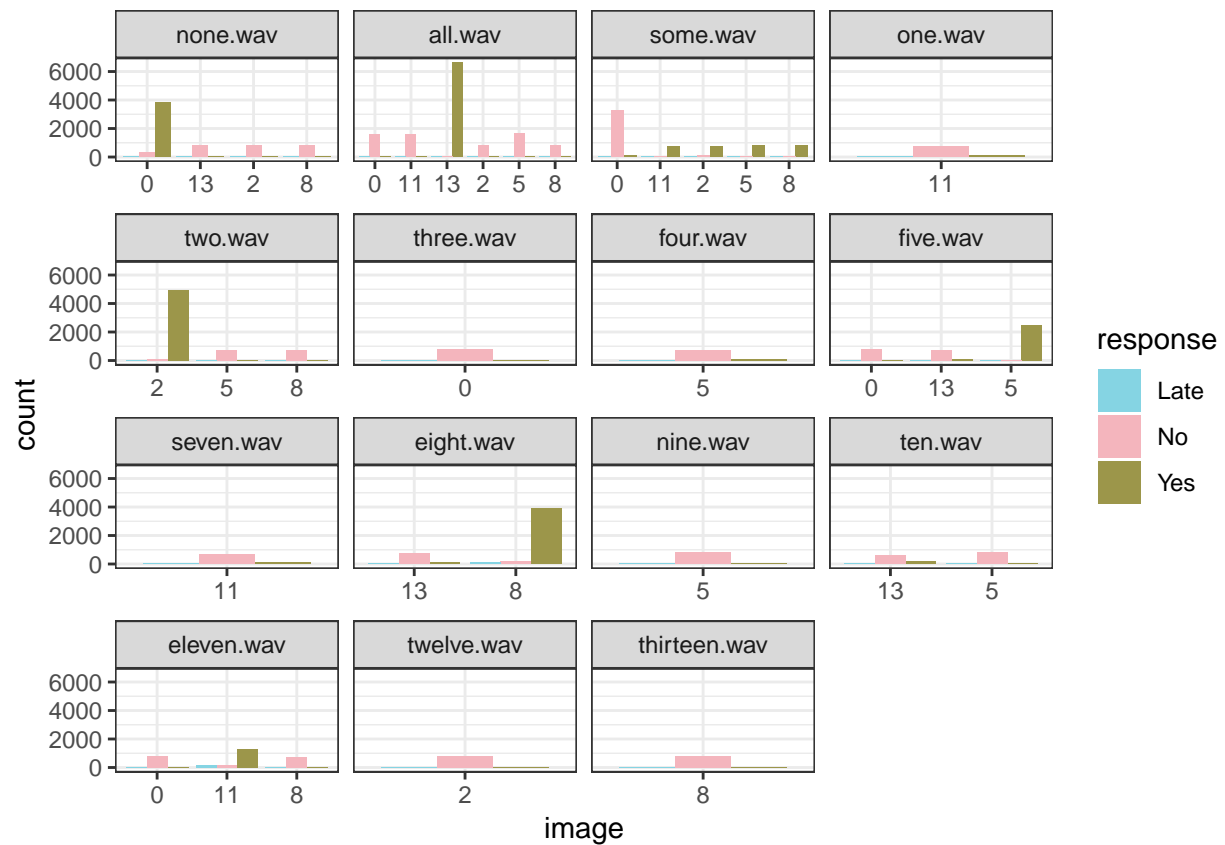 none.wav all.wav some.wav one.wav
6000
4000
2000
0
0 13 2 8 0 11 13 2 5 8 0 11 2 5 8 11
two.wav three.wav four.wav five.wav
6000
4000
2000
0
2 5 8 0 5 0 13 5
seven.wav eight.wav nine.wav ten.wav
6000
4000
2000
0
11 13 8 5 13 5
eleven.wav twelve.wav thirteen.wav
6000
4000
2000
0
0 11 8 2 8
image
count
response
Late
No
Yes